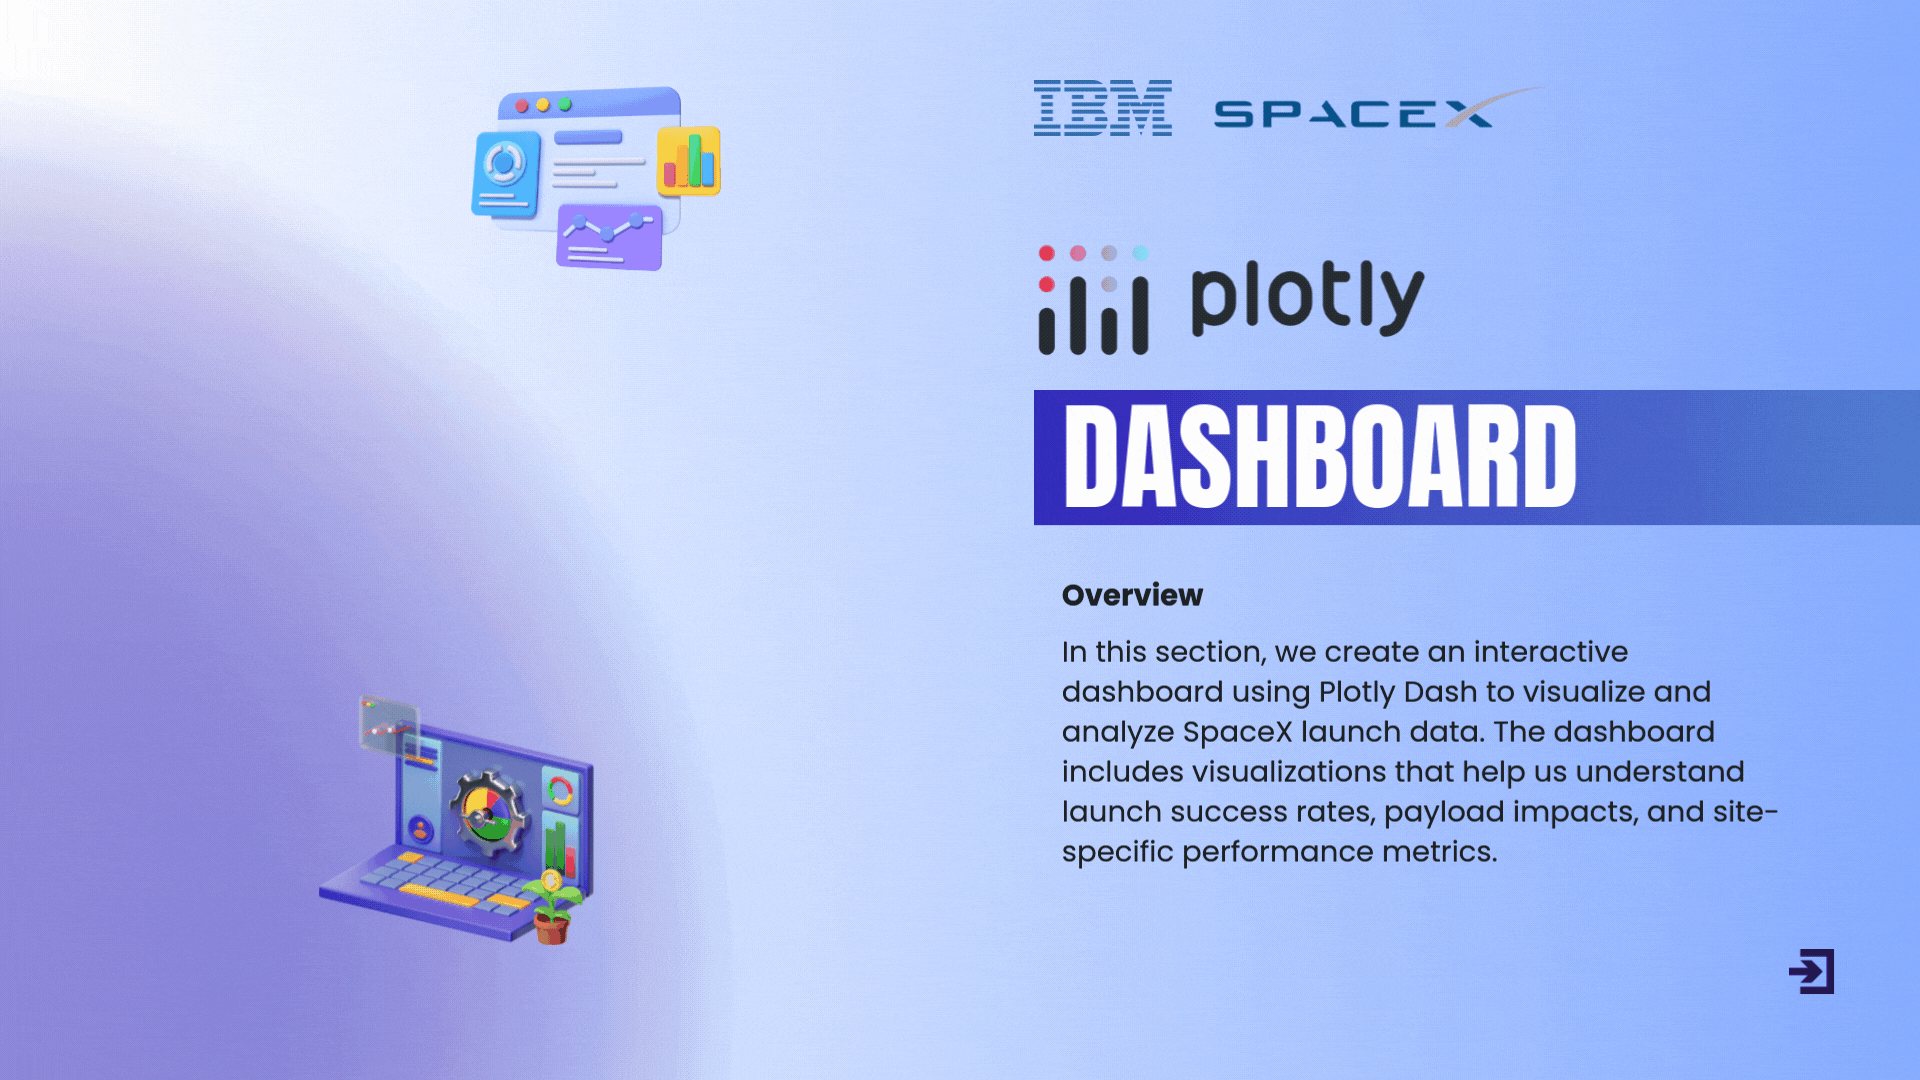 IBM SPACEX
plotly
DASHBOARD
Overview
In this section, we create an interactive
dashboard using Plotly Dash to visualize and
analyze SpaceX launch data. The dashboard
includes visualizations that help us understand
launch success rates, payload impacts, and site-
specific performance metrics.